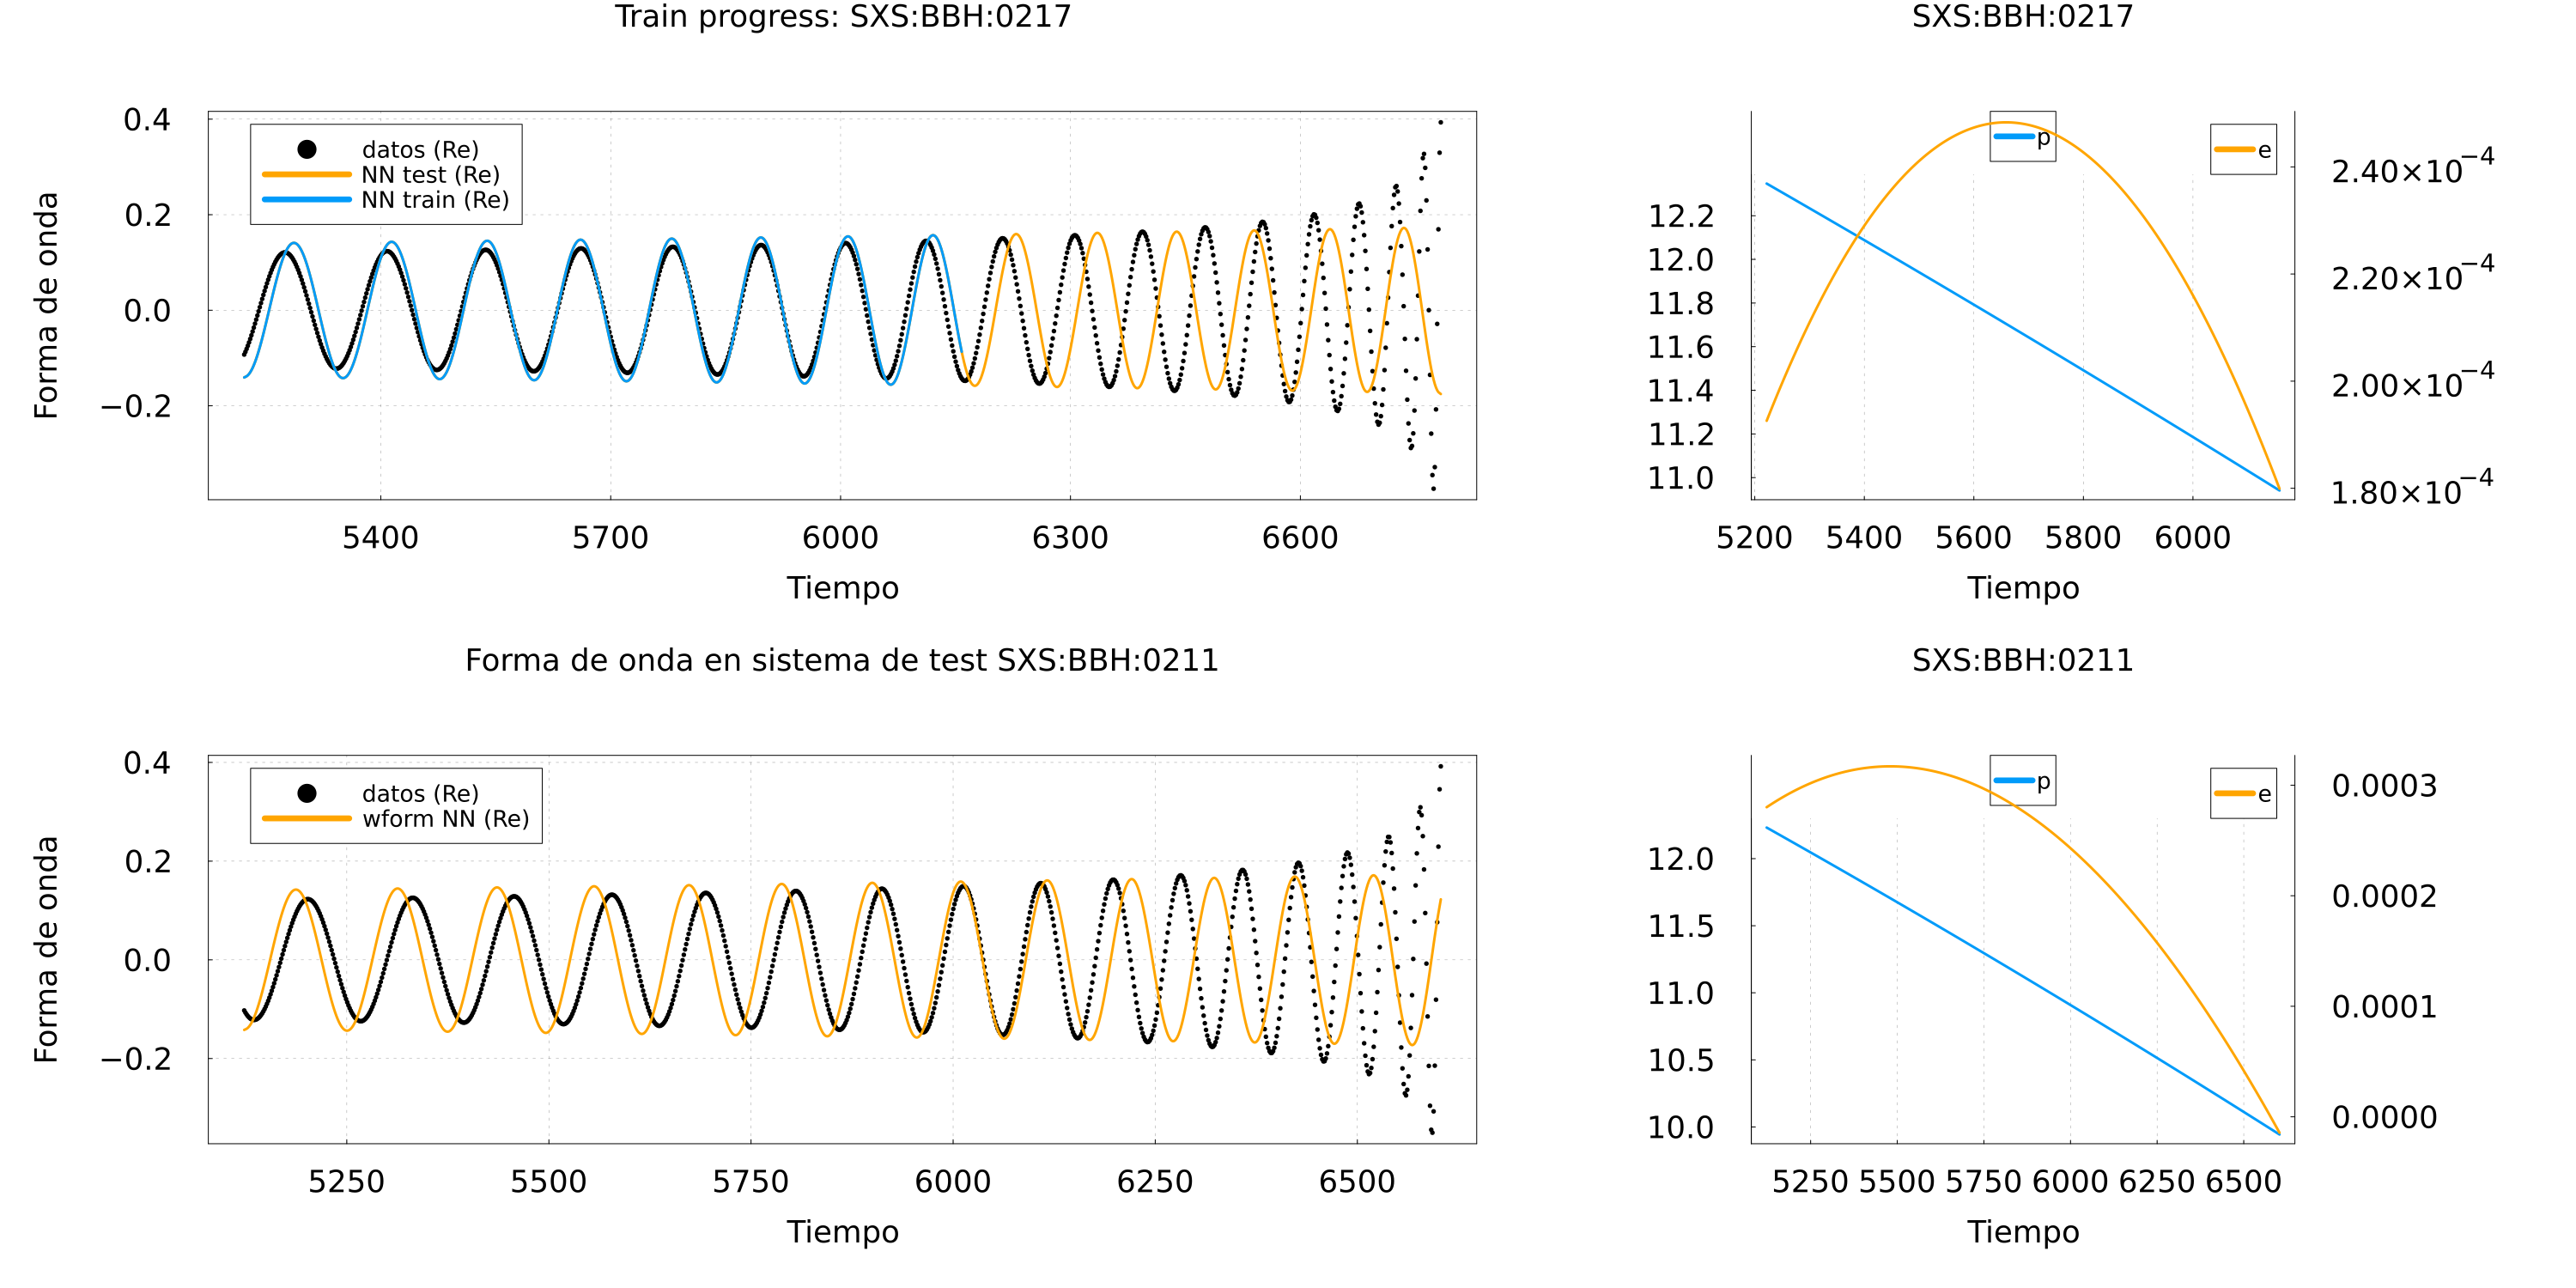 Train progress: SXS:BBH:0217
Forma de onda
0.4
0.2
0.0
−0.2
datos (Re)
NN test (Re)
NN train (Re)
5400 5700 6000 6300 6600
Tiempo
SXS:BBH:0217
12.2
12.0
11.8
11.6
11.4
11.2
11.0
p
e
2.40×10⁻⁴
2.20×10⁻⁴
2.00×10⁻⁴
1.80×10⁻⁴
5200 5400 5600 5800 6000
Tiempo
Forma de onda en sistema de test SXS:BBH:0211
Forma de onda
0.4
0.2
0.0
−0.2
datos (Re)
wform NN (Re)
5250 5500 5750 6000 6250 6500
Tiempo
SXS:BBH:0211
12.0
11.5
11.0
10.5
10.0
p
e
0.0003
0.0002
0.0001
0.0000
5250 5500 5750 6000 6250 6500
Tiempo